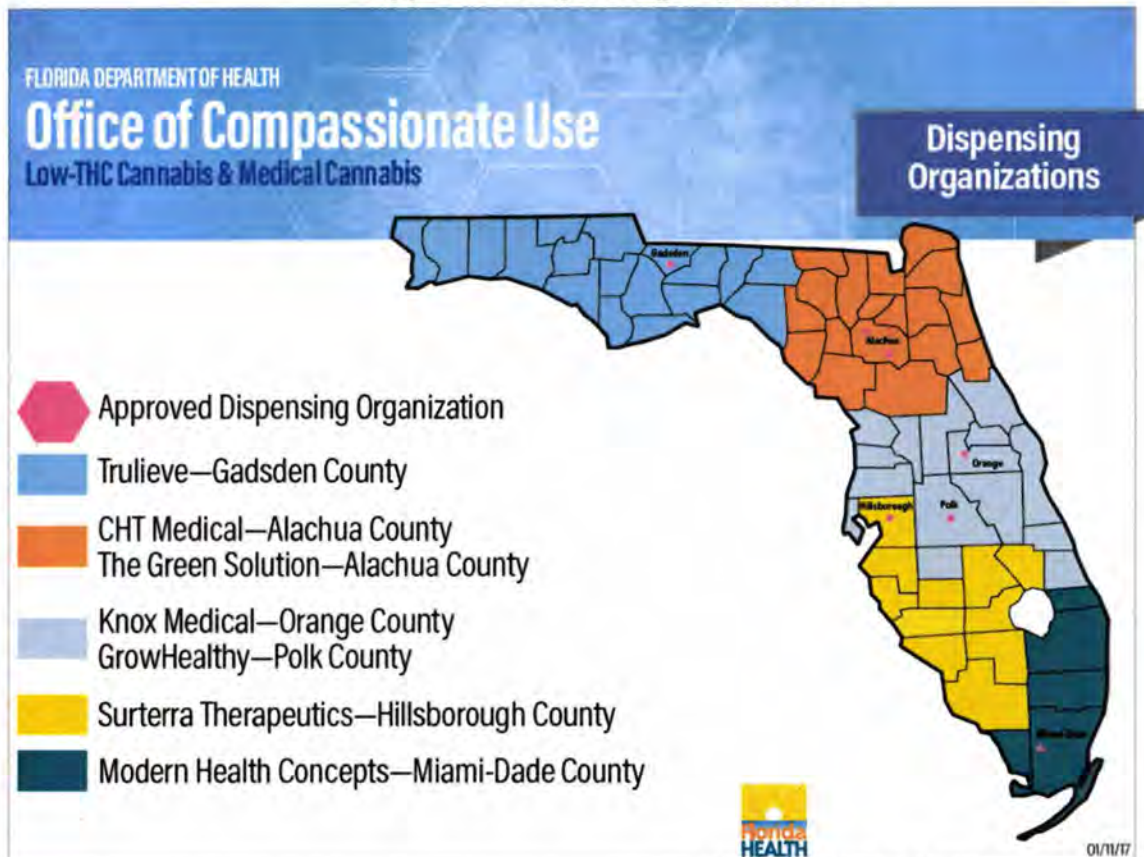 FLORIDA DEPARTMENT OF HEALTH
Office of Compassionate Use
Low-THC Cannabis & Medical Cannabis
Dispensing
Organizations
Gadsden
Alachua
Orange
Hillsborough
Polk
Miami-Dade
Approved Dispensing Organization
Trulieve—Gadsden County
CHT Medical—Alachua County
The Green Solution—Alachua County
Knox Medical—Orange County
GrowHealthy—Polk County
Surterra Therapeutics—Hillsborough County
Modern Health Concepts—Miami-Dade County
Florida
HEALTH
01/11/17